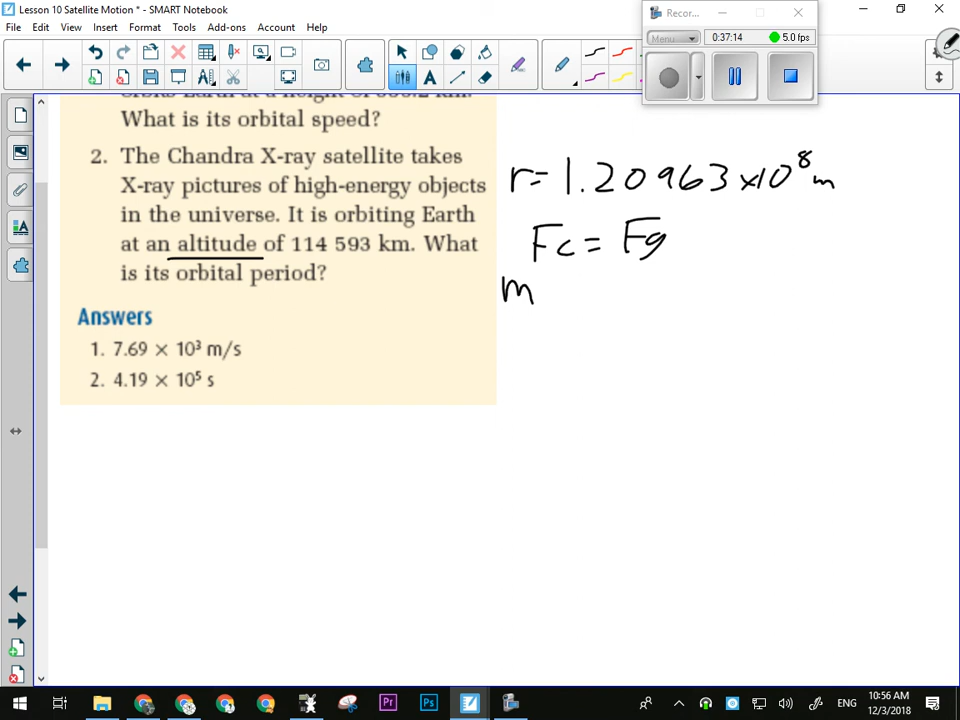 Lesson 10 Satellite Motion * - SMART Notebook
Recor...
File Edit View Insert Format Tools Add-ons Account Help
Menu 0:37:14 5.0 fps
What is its orbital speed?
2. The Chandra X-ray satellite takes
X-ray pictures of high-energy objects
in the universe. It is orbiting Earth
at an altitude of 114 593 km. What
is its orbital period?
r= 1.20963x10⁸m
Fc = Fg
m
Answers
1. 7.69 × 10³ m/s
2. 4.19 × 10⁵ s
ENG
10:56 AM
12/3/2018